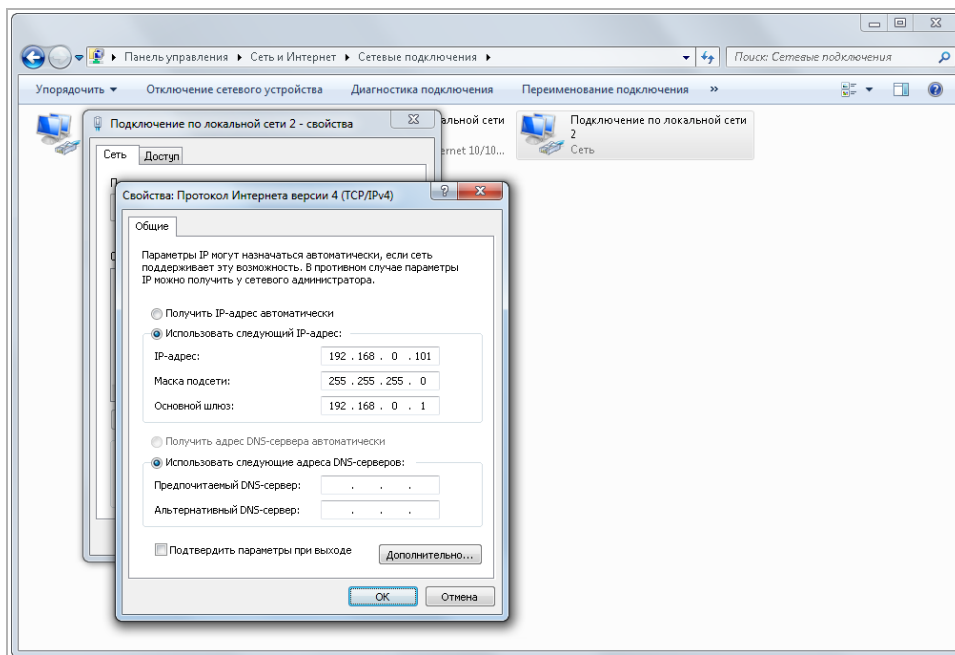 Панель управления ▸ Сеть и Интернет ▸ Сетевые подключения ▸
Поиск: Сетевые подключения
Упорядочить
Отключение сетевого устройства
Диагностика подключения
Переименование подключения
»
Подключение по локальной сети 2 - свойства
Сеть
Доступ
альной сети
ernet 10/10...
Подключение по локальной сети
2
Сеть
Свойства: Протокол Интернета версии 4 (TCP/IPv4)
Общие
Параметры IP могут назначаться автоматически, если сеть
поддерживает эту возможность. В противном случае параметры
IP можно получить у сетевого администратора.
Получить IP-адрес автоматически
Использовать следующий IP-адрес:
IP-адрес: 192 . 168 . 0 . 101
Маска подсети: 255 . 255 . 255 . 0
Основной шлюз: 192 . 168 . 0 . 1
Получить адрес DNS-сервера автоматически
Использовать следующие адреса DNS-серверов:
Предпочитаемый DNS-сервер: . . .
Альтернативный DNS-сервер: . . .
Подтвердить параметры при выходе
Дополнительно...
ОК
Отмена